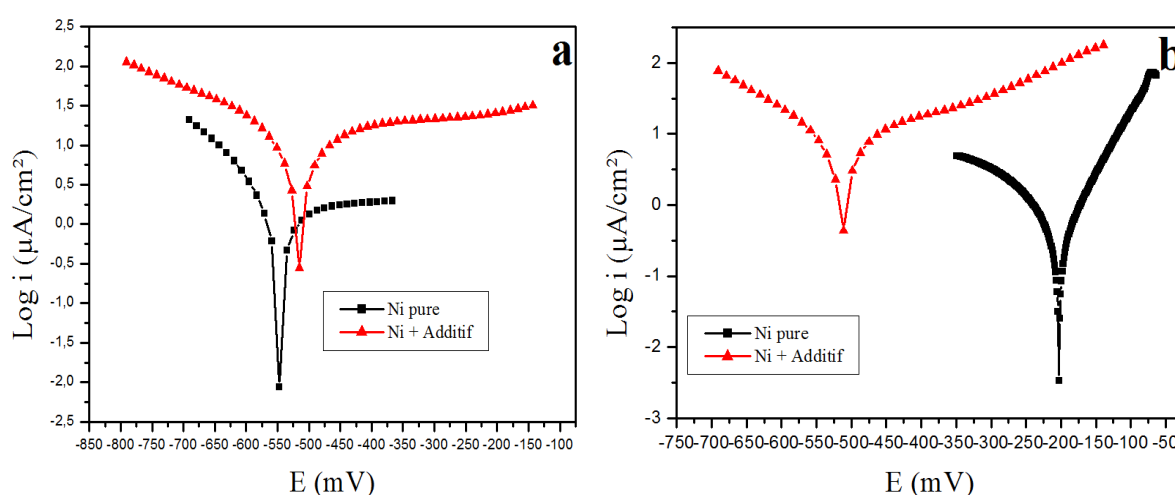 a
2,5
2,0
1,5
1,0
0,5
0,0
-0,5
-1,0
-1,5
-2,0
-2,5
Log i (µA/cm²)
Ni pure
Ni + Additif
-850 -800 -750 -700 -650 -600 -550 -500 -450 -400 -350 -300 -250 -200 -150 -100
E (mV)
b
2
1
0
-1
-2
-3
Log i (µA/cm²)
Ni pure
Ni + Additif
-750 -700 -650 -600 -550 -500 -450 -400 -350 -300 -250 -200 -150 -100 -50
E (mV)